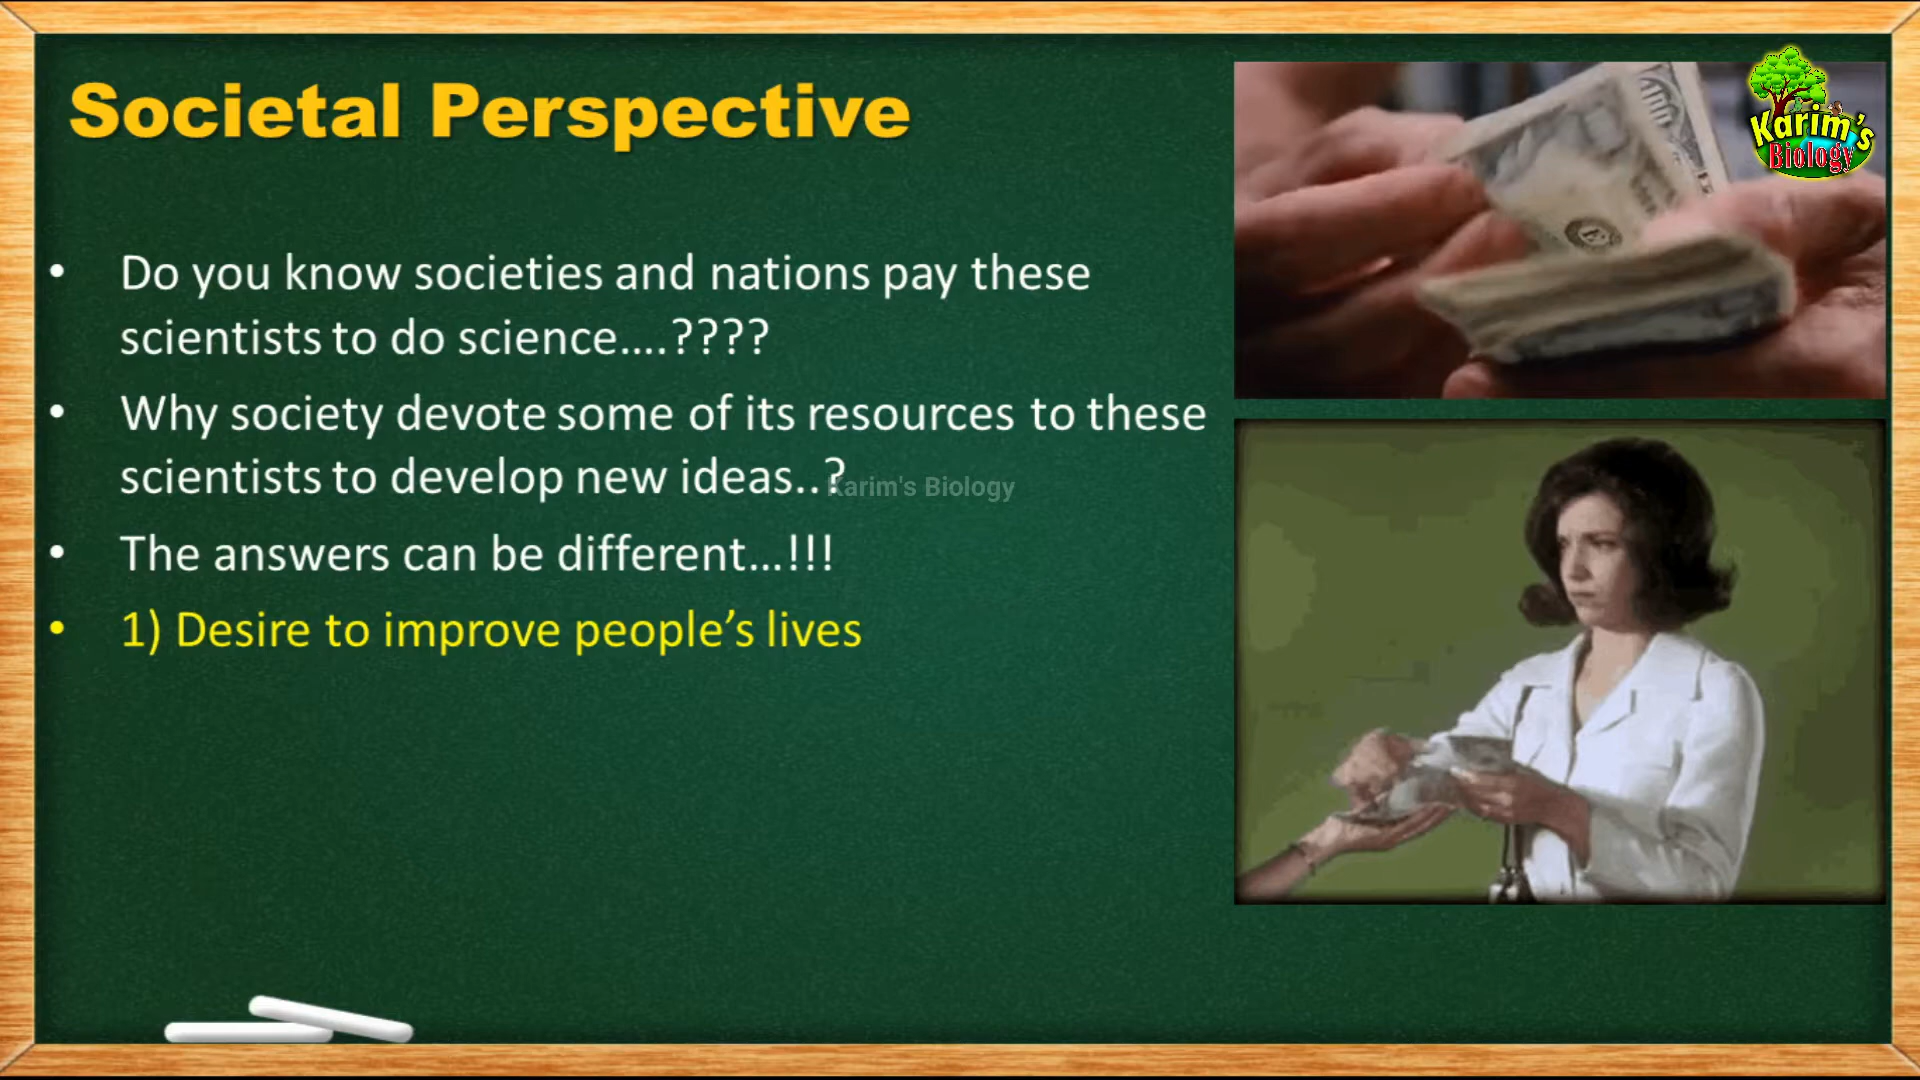 Societal Perspective
Karim's
Biology
• Do you know societies and nations pay these
scientists to do science....????
• Why society devote some of its resources to these
scientists to develop new ideas..?
Karim's Biology
• The answers can be different...!!!
• 1) Desire to improve people’s lives